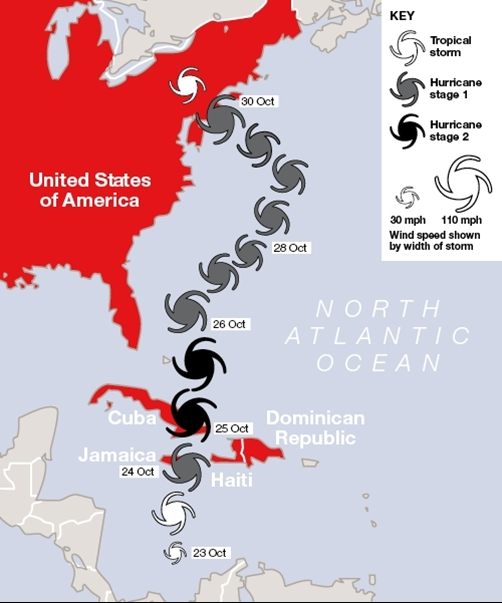 KEY
Tropical
storm
Hurricane
stage 1
Hurricane
stage 2
30 mph 110 mph
Wind speed shown
by width of storm
30 Oct
United States
of America
28 Oct
NORTH
ATLANTIC
OCEAN
26 Oct
Cuba
25 Oct
Dominican
Republic
Jamaica
24 Oct
Haiti
23 Oct